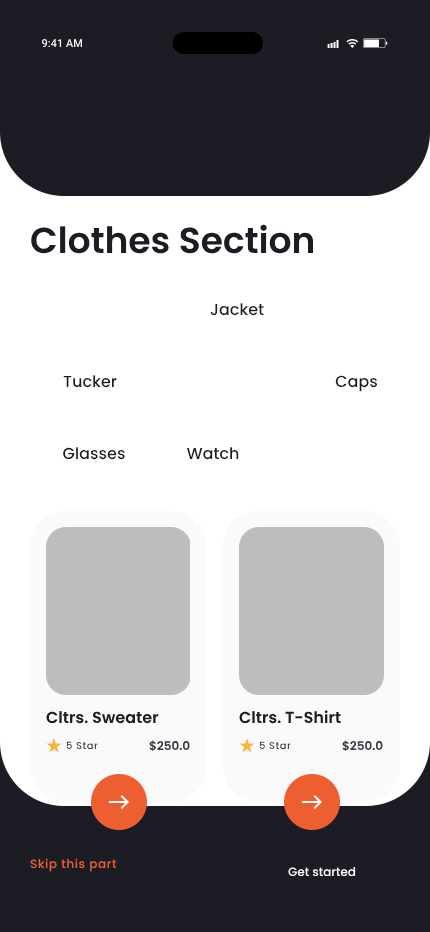 9:41 AM
Clothes Section
Jacket
Tucker
Caps
Glasses
Watch
Cltrs. Sweater
5 Star
$250.0
Cltrs. T-Shirt
5 Star
$250.0
Skip this part
Get started